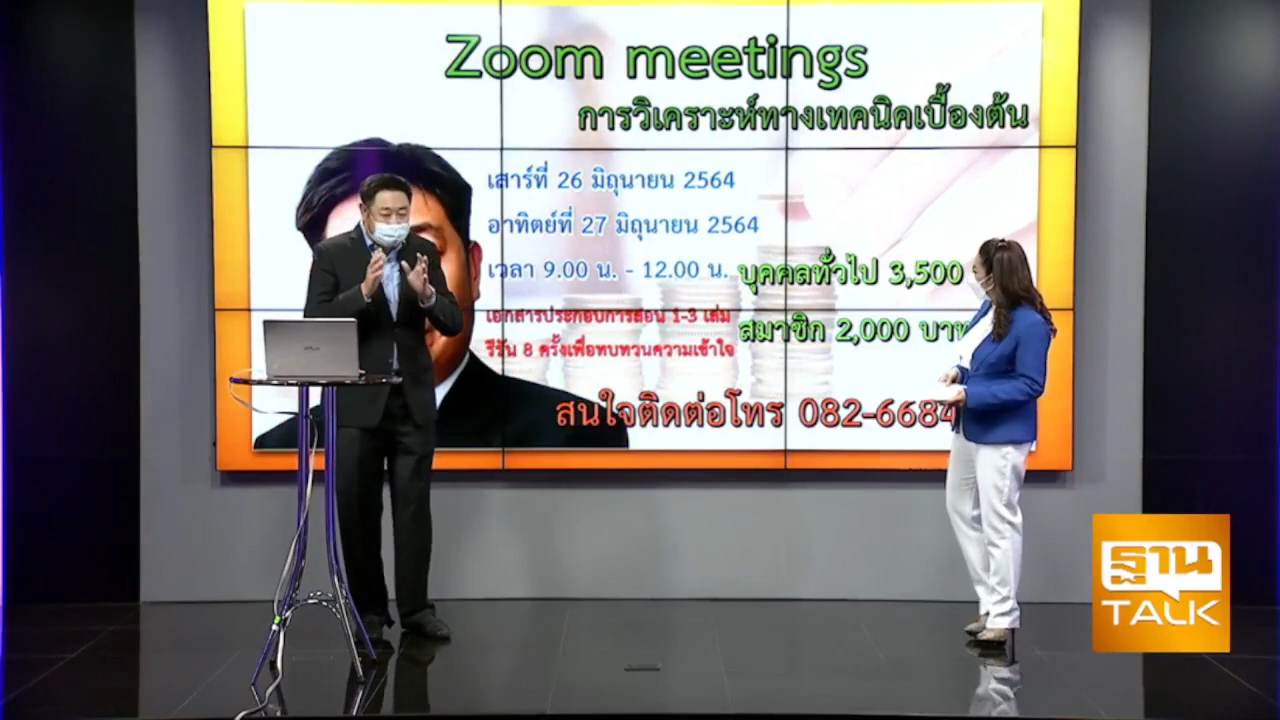 Zoom meetings
การวิเคราะห์ทางเทคนิคเบื้องต้น
เสาร์ที่ 26 มิถุนายน 2564
อาทิตย์ที่ 27 มิถุนายน 2564
เวลา 9.00 น. - 12.00 น.
บุคคลทั่วไป 3,500
เอกสารประกอบการสอน 1-3 เล่ม
สมาชิก 2,000 บาท
รีรัน 8 ครั้งเพื่อทบทวนความเข้าใจ
สนใจติดต่อโทร 082-6684
ฐาน
TALK